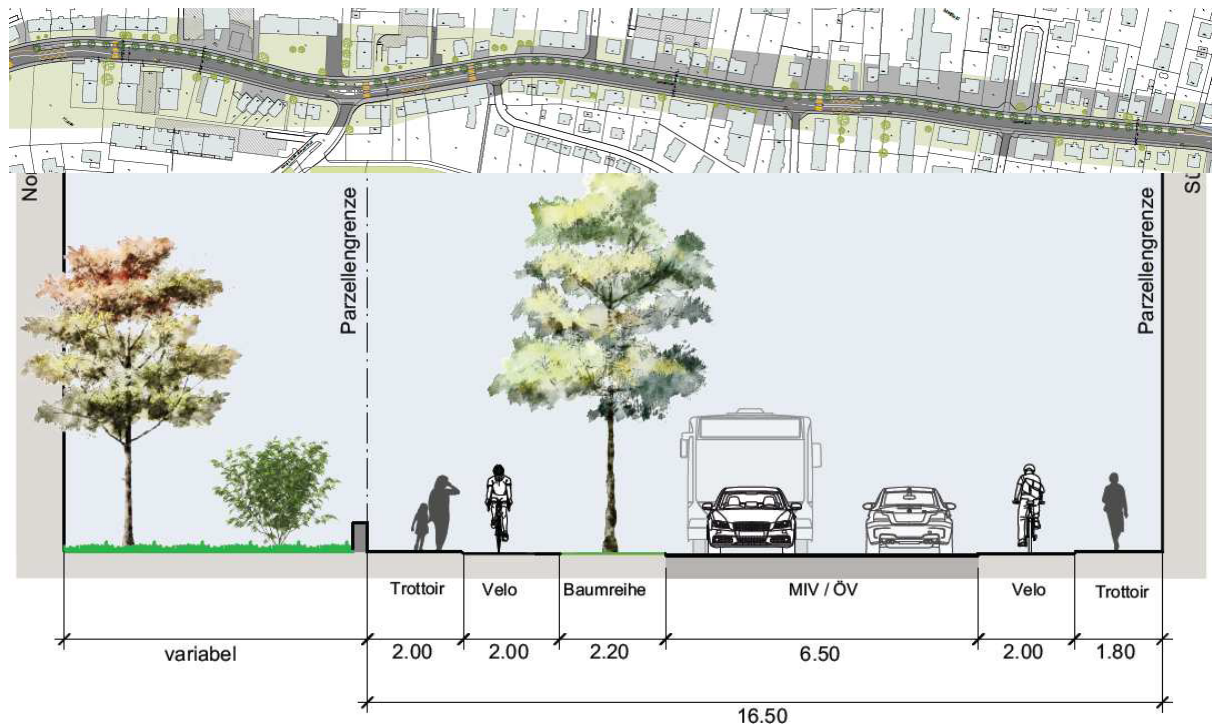 No
Parzellengrenze
Parzellengrenze
Sü
Trottoir Velo Baumreihe MIV / ÖV Velo Trottoir
variabel 2.00 2.00 2.20 6.50 2.00 1.80
16.50